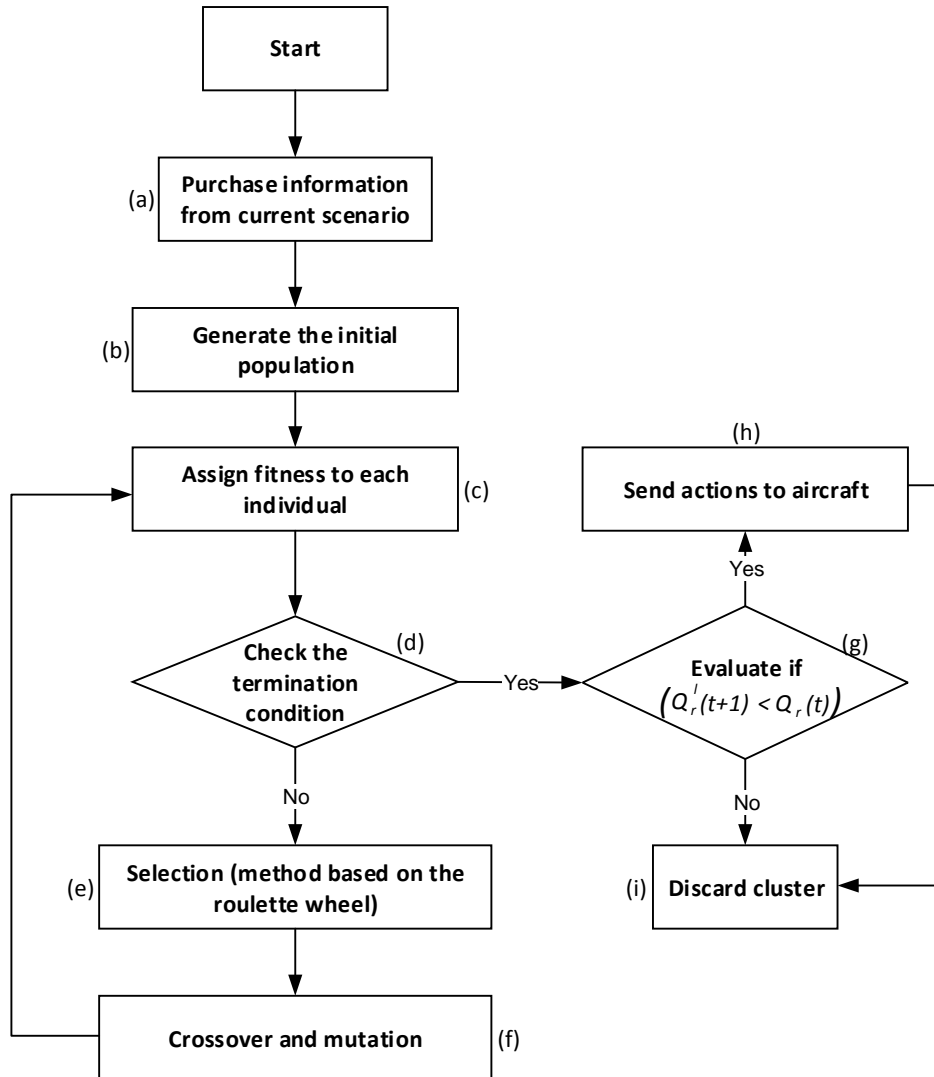 Start
(a)
Purchase information
from current scenario
(b)
Generate the initial
population
Assign fitness to each
individual
(c)
(d)
Check the
termination
condition
Yes
No
(e)
Selection (method based on the
roulette wheel)
Crossover and mutation
(f)
(h)
Send actions to aircraft
Yes
(g)
Evaluate if
(Q_r^l(t+1) < Q_r(t))
No
(i)
Discard cluster